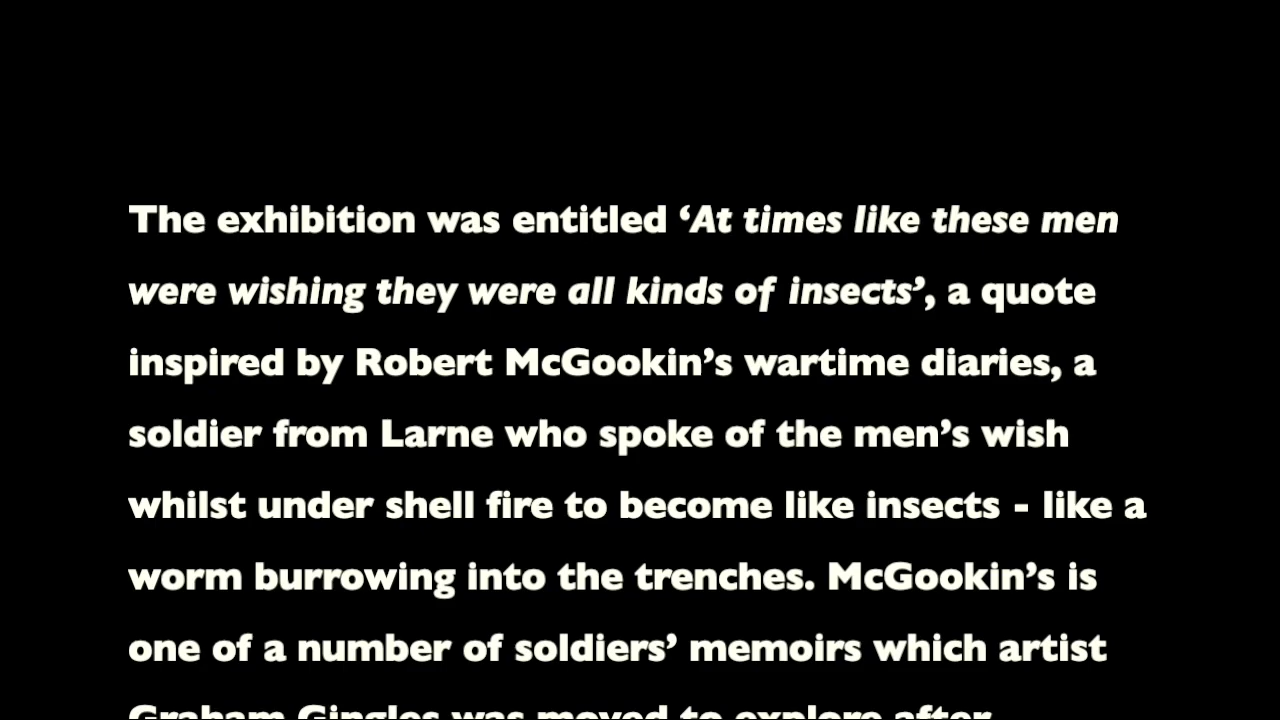 The exhibition was entitled ‘At times like these men
were wishing they were all kinds of insects’, a quote
inspired by Robert McGookin’s wartime diaries, a
soldier from Larne who spoke of the men’s wish
whilst under shell fire to become like insects - like a
worm burrowing into the trenches. McGookin’s is
one of a number of soldiers’ memoirs which artist
Graham Gingles was moved to explore after